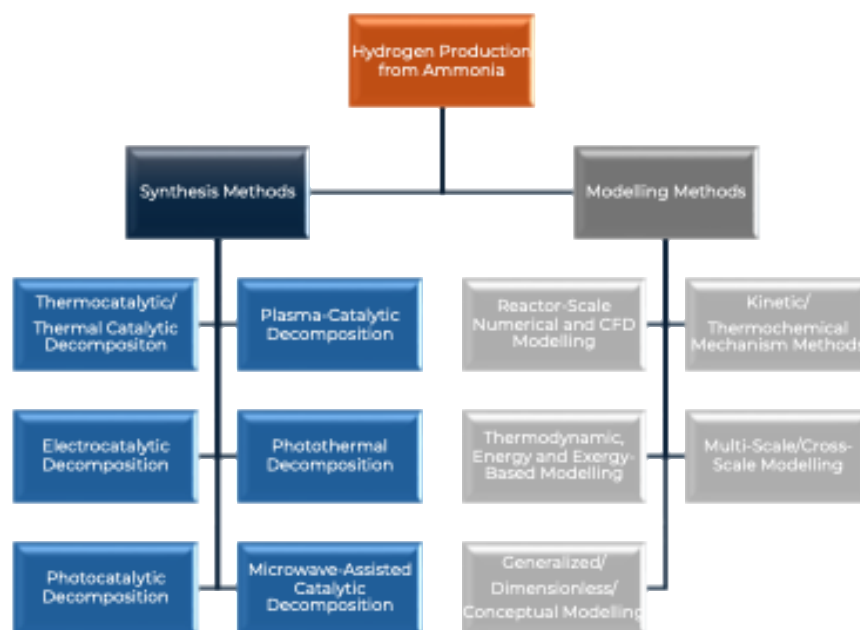 Hydrogen Production
from Ammonia
Synthesis Methods
Modelling Methods
Thermocatalytic/
Thermal Catalytic
Decompositon
Plasma-Catalytic
Decomposition
Reactor-Scale
Numerical and CFD
Modelling
Kinetic/
Thermochemical
Mechanism Methods
Electrocatalytic
Decomposition
Photothermal
Decomposition
Thermodynamic,
Energy and Exergy-
Based Modelling
Multi-Scale/Cross-
Scale Modelling
Photocatalytic
Decomposition
Microwave-Assisted
Catalytic
Decomposition
Generalized/
Dimensionless/
Conceptual Modelling